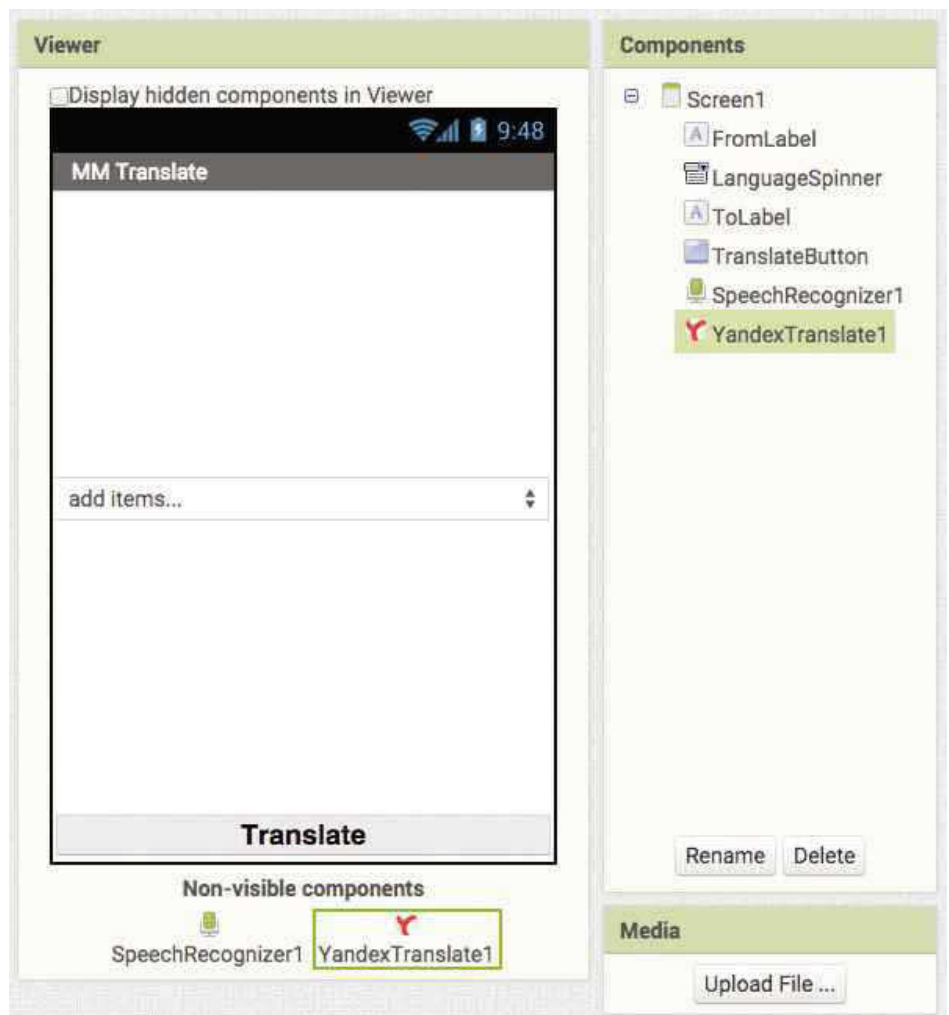 Viewer
Display hidden components in Viewer
9:48
MM Translate
add items...
Translate
Non-visible components
SpeechRecognizer1
YandexTranslate1
Components
Screen1
FromLabel
LanguageSpinner
ToLabel
TranslateButton
SpeechRecognizer1
YandexTranslate1
Rename
Delete
Media
Upload File ...